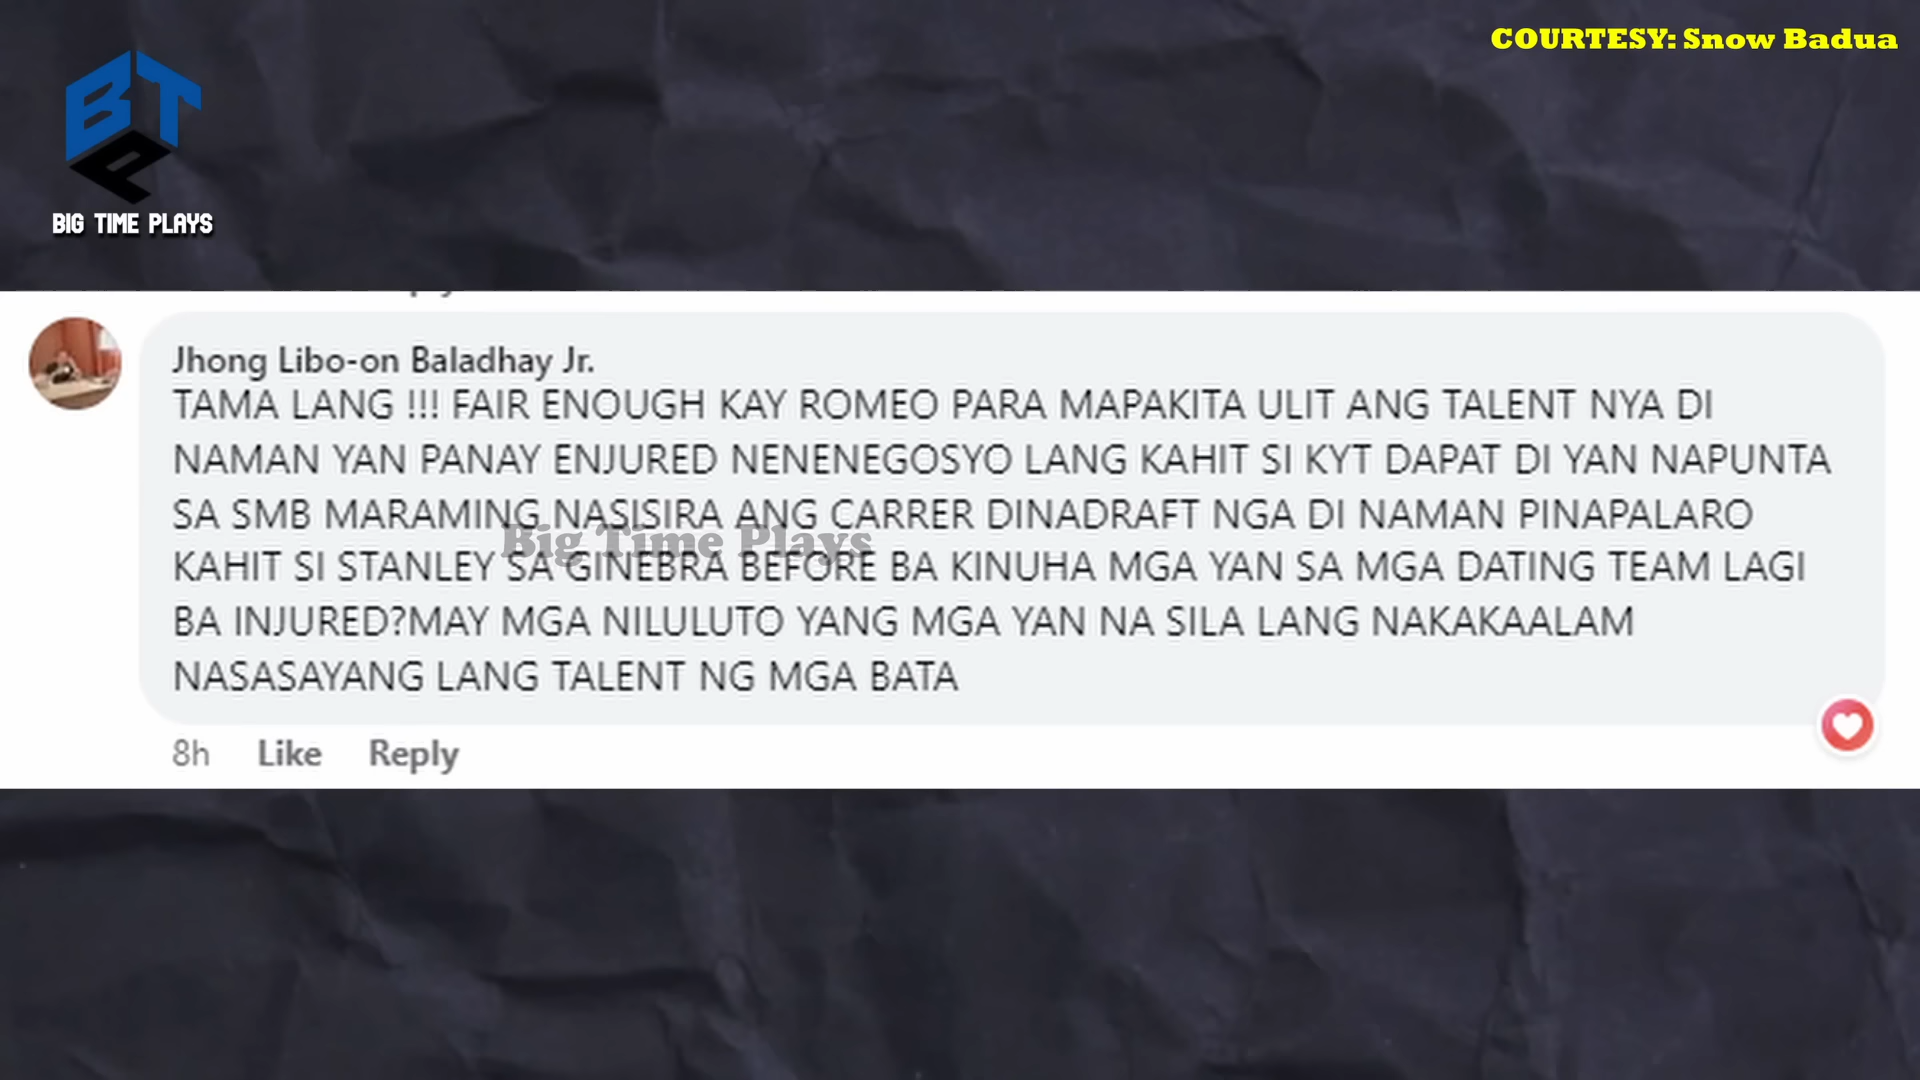 COURTESY: Snow Badua
BTP
BIG TIME PLAYS
Jhong Libo-on Baladhay Jr.
TAMA LANG !!! FAIR ENOUGH KAY ROMEO PARA MAPAKITA ULIT ANG TALENT NYA DI
NAMAN YAN PANAY ENJURED NENENEGOSYO LANG KAHIT SI KYT DAPAT DI YAN NAPUNTA
SA SMB MARAMING NASISIRA ANG CARRER DINADRAFT NGA DI NAMAN PINAPALARO
Big Time Plays
KAHIT SI STANLEY SA GINEBRA BEFORE BA KINUHA MGA YAN SA MGA DATING TEAM LAGI
BA INJURED?MAY MGA NILULUTO YANG MGA YAN NA SILA LANG NAKAKAALAM
NASASAYANG LANG TALENT NG MGA BATA
8h Like Reply